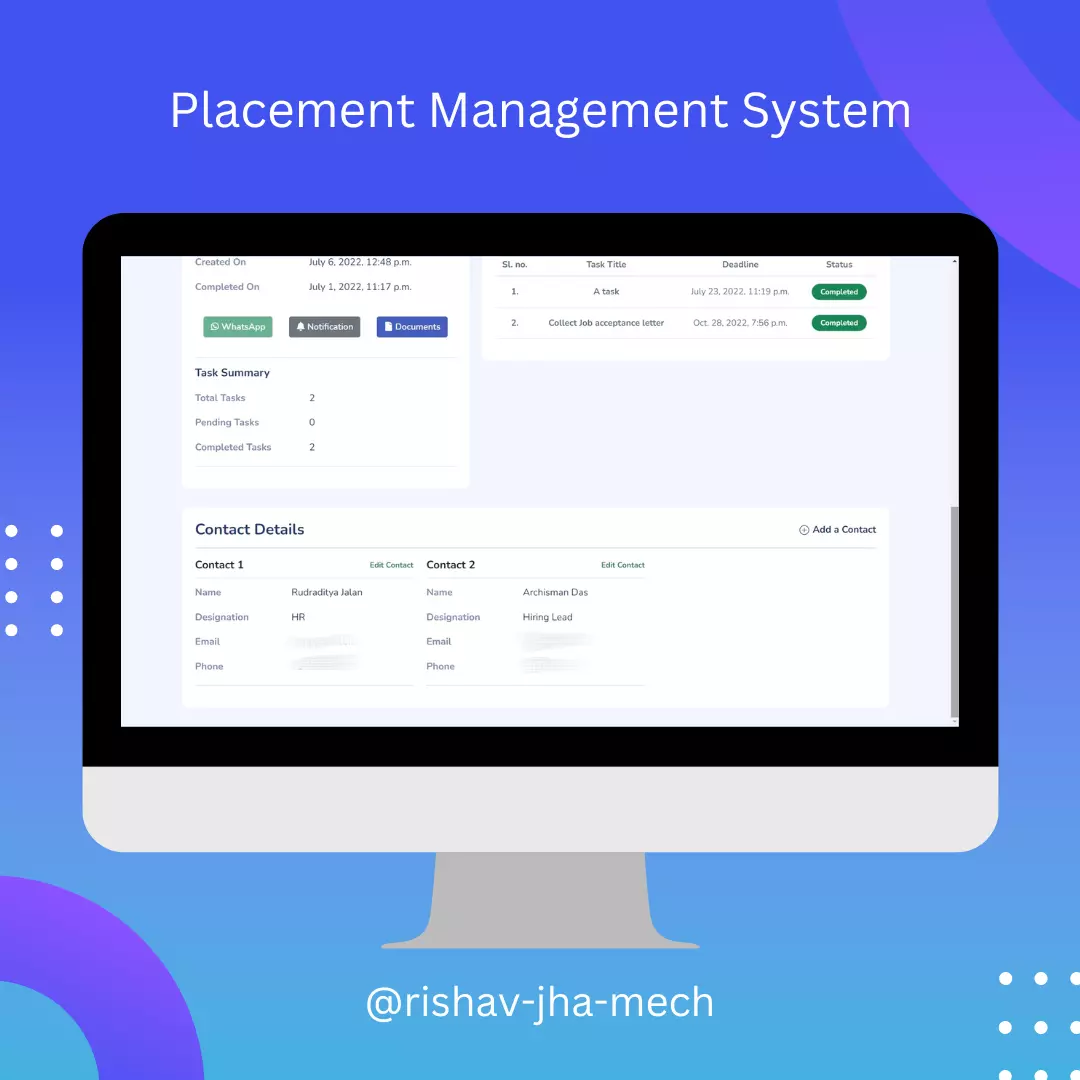 Placement Management System
Created On July 6, 2022, 12:48 p.m.
Completed On July 1, 2022, 11:17 p.m.
WhatsApp Notification Documents
Task Summary
Total Tasks 2
Pending Tasks 0
Completed Tasks 2
Sl. no. Task Title Deadline Status
1. A task July 23, 2022, 11:19 p.m. Completed
2. Collect Job acceptance letter Oct. 28, 2022, 7:56 p.m. Completed
Contact Details Add a Contact
Contact 1 Edit Contact
Name Rudraditya Jalan
Designation HR
Email
Phone
Contact 2 Edit Contact
Name Archisman Das
Designation Hiring Lead
Email
Phone
@rishav-jha-mech